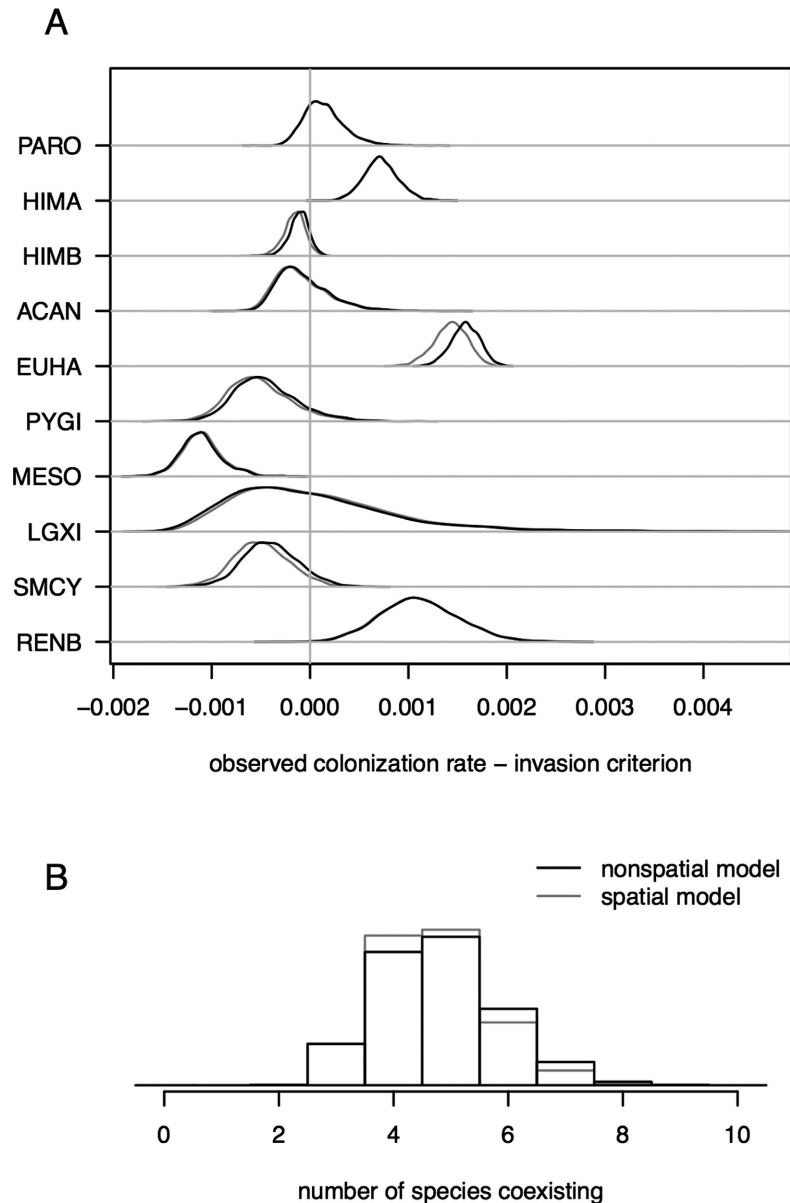 A
PARO
HIMA
HIMB
ACAN
EUHA
PYGI
MESO
LGXI
SMCY
RENB
−0.002 −0.001 0.000 0.001 0.002 0.003 0.004
observed colonization rate − invasion criterion
B
nonspatial model
spatial model
0 2 4 6 8 10
number of species coexisting